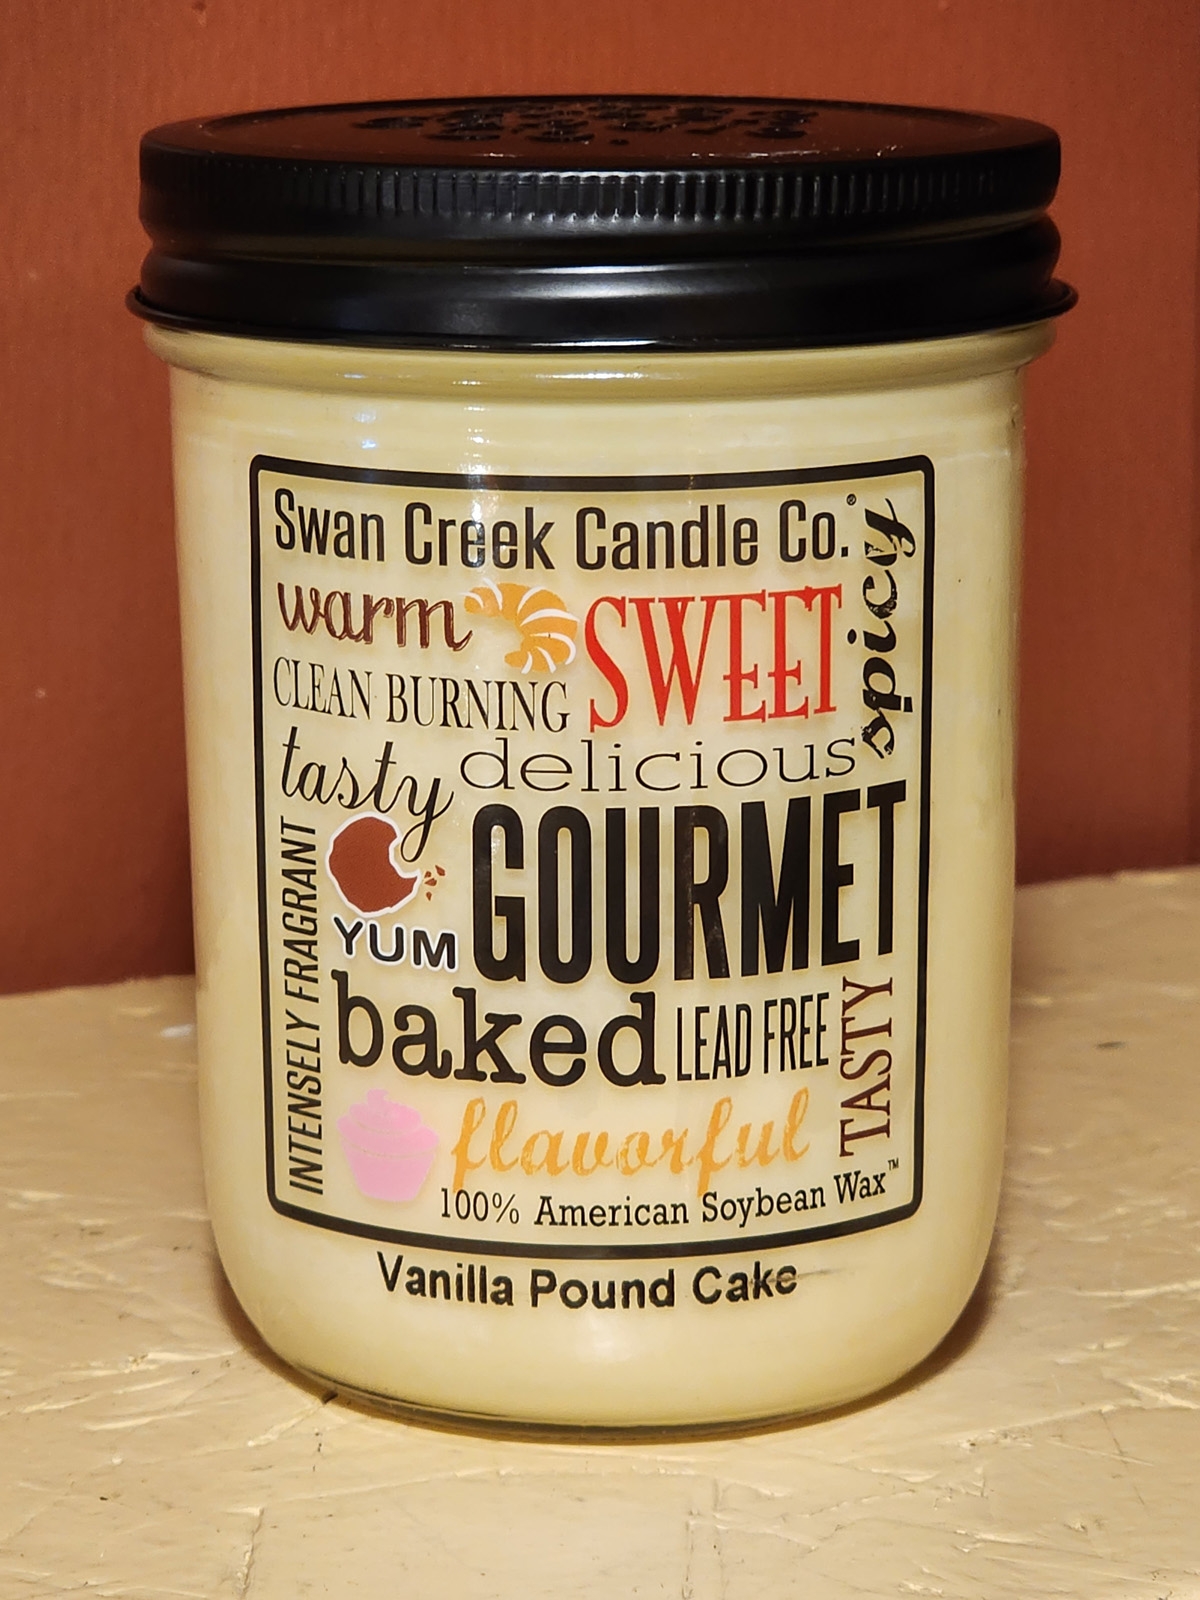 Swan Creek Candle Co.®
warm
SWEET
spicy
CLEAN BURNING
tasty
delicious
GOURMET
INTENSELY FRAGRANT
YUM
baked
LEAD FREE
TASTY
flavorful
100% American Soybean Wax™
Vanilla Pound Cake